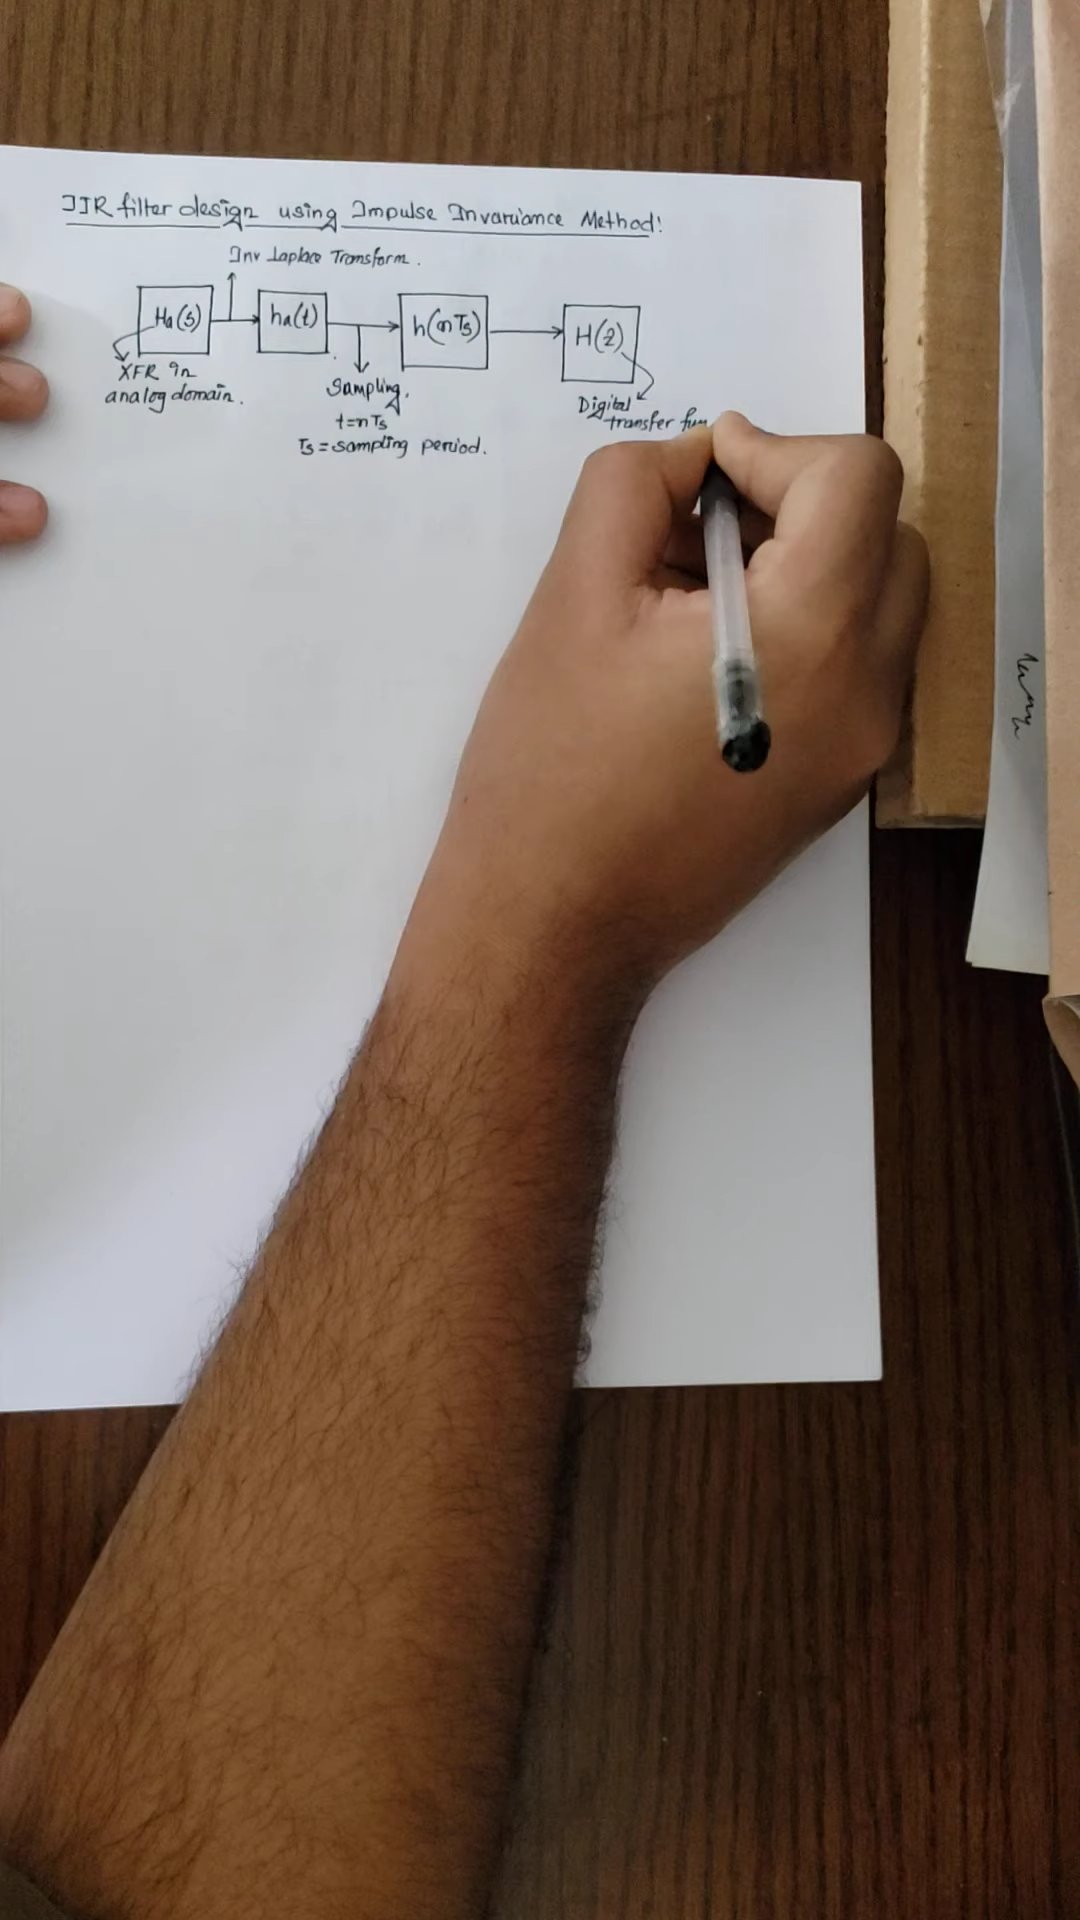 IIR filter design using Impulse Invariance Method:
Inv Laplace Transform.
Ha(s) ha(t) h(nTs) H(z)
XFR in
analog domain.
Sampling,
t=nTs
Ts = sampling period.
Digital
transfer fun